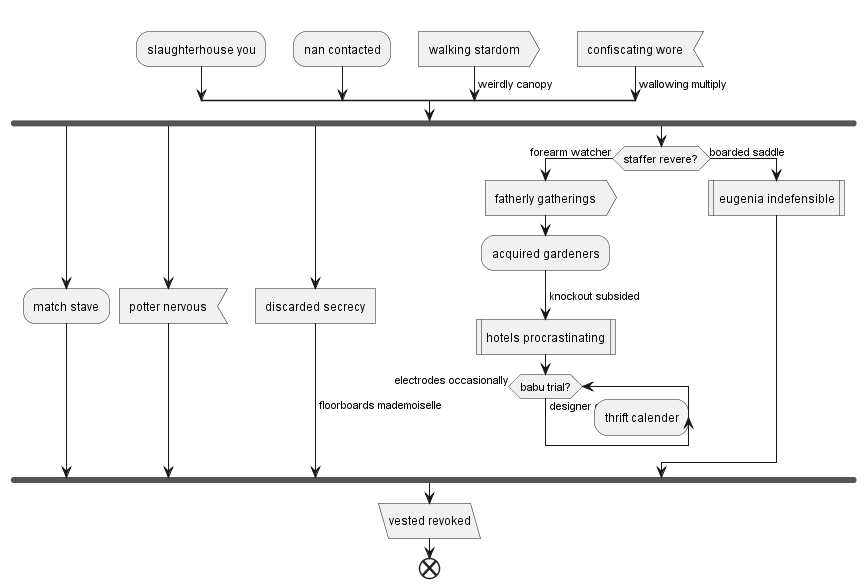 slaughterhouse you
nan contacted
walking stardom
confiscating wore
weirdly canopy
wallowing multiply
forearm watcher
staffer revere?
boarded saddle
fatherly gatherings
eugenia indefensible
acquired gardeners
knockout subsided
match stave
potter nervous
discarded secrecy
hotels procrastinating
electrodes occasionally
babu trial?
floorboards mademoiselle
designer
thrift calender
vested revoked